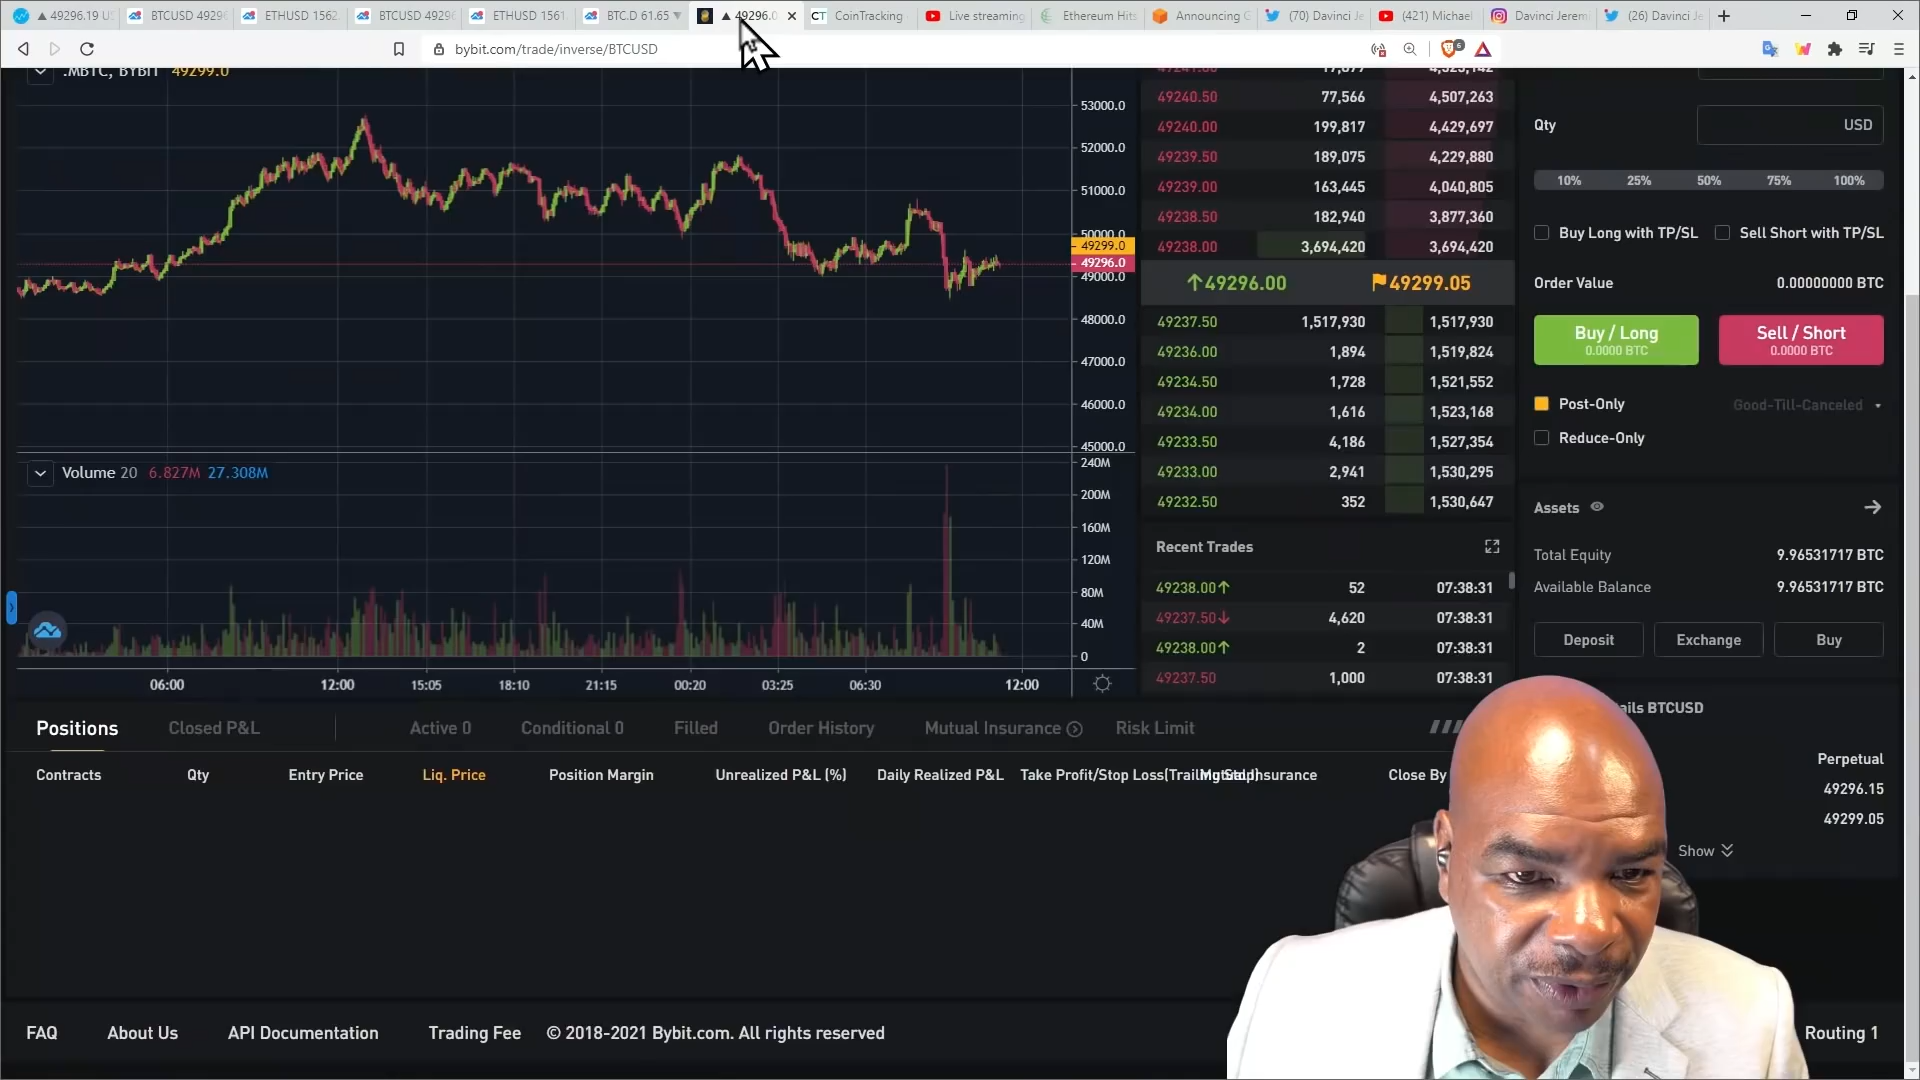 ▲ 49296.19 U
BTCUSD 4929
ETHUSD 1562
BTCUSD 4929
ETHUSD 1561
BTC.D 61.65 ▼
▲ 49296.0
CoinTracking
Live streaming
Ethereum Hits
Announcing
(70) Davinci Je
(421) Michael
Davinci Jerem
(26) Davinci Je
bybit.com/trade/inverse/BTCUSD
.MBTC, BYBIT 49299.0
53000.0
52000.0
51000.0
50000.0
49299.0
49296.0
49000.0
48000.0
47000.0
46000.0
45000.0
Volume 20 6.827M 27.308M
240M
200M
160M
120M
80M
40M
0
06:00 12:00 15:05 18:10 21:15 00:20 03:25 06:30 12:00
49240.50 77,566 4,507,263
49240.00 199,817 4,429,697
49239.50 189,075 4,229,880
49239.00 163,445 4,040,805
49238.50 182,940 3,877,360
49238.00 3,694,420 3,694,420
↑49296.00 49299.05
49237.50 1,517,930 1,517,930
49236.00 1,894 1,519,824
49234.50 1,728 1,521,552
49234.00 1,616 1,523,168
49233.50 4,186 1,527,354
49233.00 2,941 1,530,295
49232.50 352 1,530,647
Recent Trades
49238.00↑ 52 07:38:31
49237.50↓ 4,620 07:38:31
49238.00↑ 2 07:38:31
49237.50 1,000 07:38:31
Qty USD
10% 25% 50% 75% 100%
Buy Long with TP/SL Sell Short with TP/SL
Order Value 0.00000000 BTC
Buy / Long
0.0000 BTC
Sell / Short
0.0000 BTC
Post-Only Good-Till-Canceled
Reduce-Only
Assets
Total Equity 9.96531717 BTC
Available Balance 9.96531717 BTC
Deposit Exchange Buy
ails BTCUSD
Perpetual
49296.15
49299.05
Show
Positions Closed P&L Active 0 Conditional 0 Filled Order History Mutual Insurance Risk Limit
Contracts Qty Entry Price Liq. Price Position Margin Unrealized P&L (%) Daily Realized P&L Take Profit/Stop Loss(Trailing Stop) Mutual Insurance Close By
FAQ About Us API Documentation Trading Fee © 2018-2021 Bybit.com. All rights reserved
Routing 1